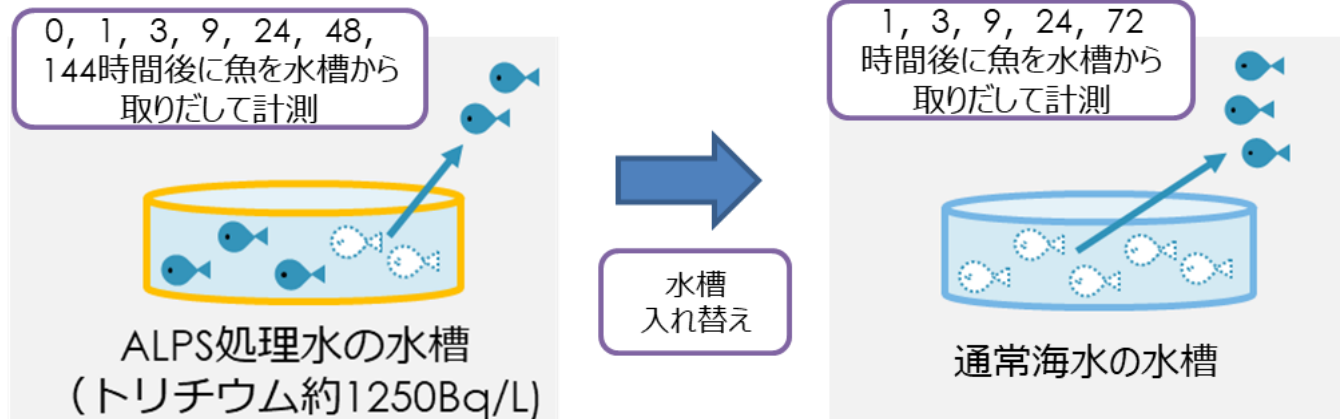 0, 1, 3, 9, 24, 48,
144時間後に魚を水槽から
取りだして計測
ALPS処理水の水槽
（トリチウム約1250Bq/L)
水槽
入れ替え
1, 3, 9, 24, 72
時間後に魚を水槽から
取りだして計測
通常海水の水槽